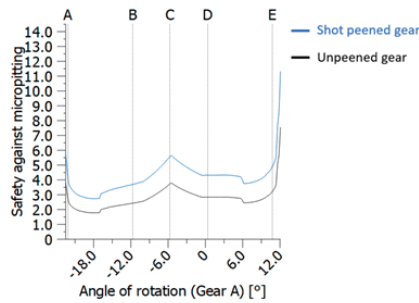 A B C D E
14.0
13.0
12.0
11.0
10.0
9.0
8.0
7.0
6.0
5.0
4.0
3.0
2.0
1.0
0
Safety against micropitting
-18.0 -12.0 -6.0 0 6.0 12.0
Angle of rotation (Gear A) [°]
Shot peened gear
Unpeened gear